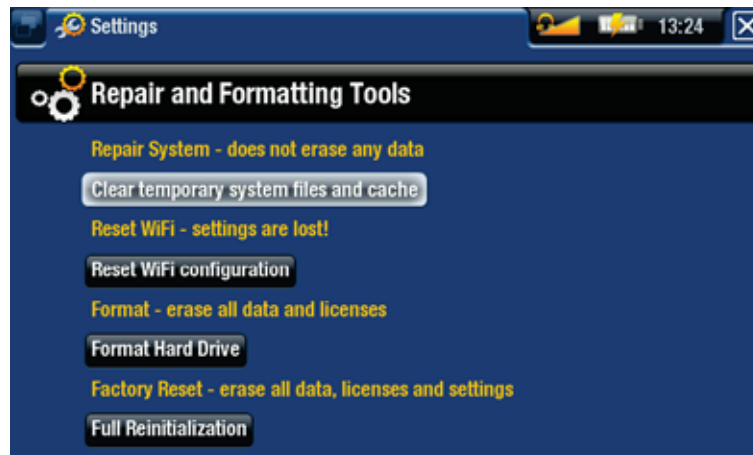 Settings
13:24
Repair and Formatting Tools
Repair System - does not erase any data
Clear temporary system files and cache
Reset WiFi - settings are lost!
Reset WiFi configuration
Format - erase all data and licenses
Format Hard Drive
Factory Reset - erase all data, licenses and settings
Full Reinitialization